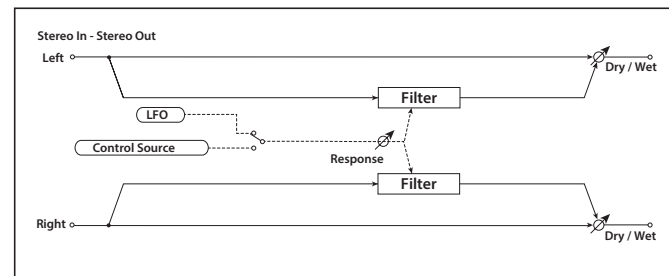 Stereo In - Stereo Out
Left
Dry / Wet
Filter
LFO
Control Source
Response
Filter
Right
Dry / Wet